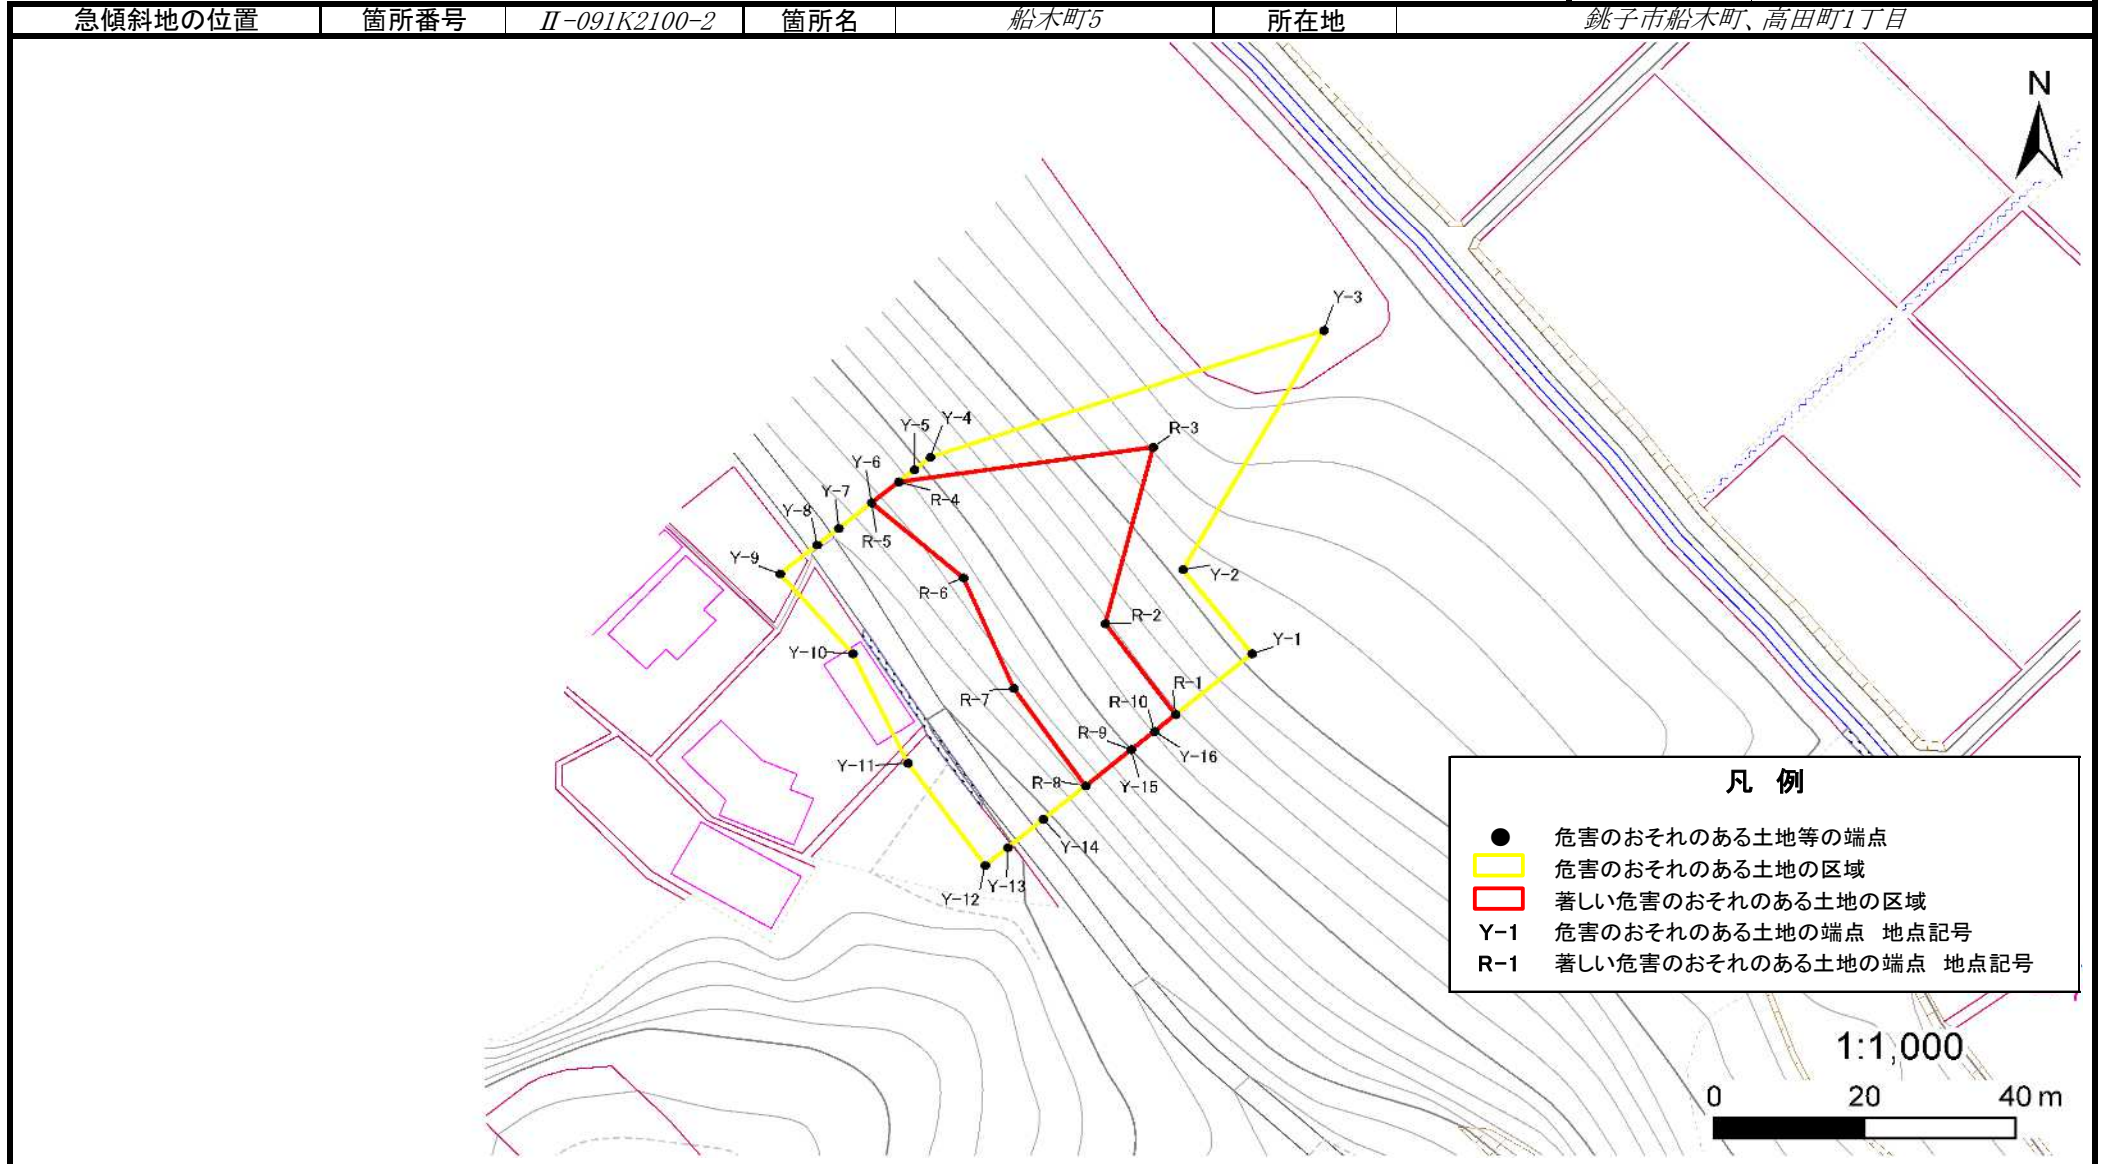 急傾斜地の位置 箇所番号 Ⅱ-091K2100-2 箇所名 船木町5 所在地 銚子市船木町、高田町1丁目
N
Y-3
Y-4
Y-5
R-3
Y-6
R-4
Y-7
Y-8
R-5
Y-9
Y-2
R-6
R-2
Y-1
Y-10
R-7
R-1
R-10
R-9
Y-16
Y-11
R-8
Y-15
Y-14
Y-13
Y-12
凡 例
危害のおそれのある土地等の端点
危害のおそれのある土地の区域
著しい危害のおそれのある土地の区域
Y-1 危害のおそれのある土地の端点 地点記号
R-1 著しい危害のおそれのある土地の端点 地点記号
1:1,000
0 20 40 m